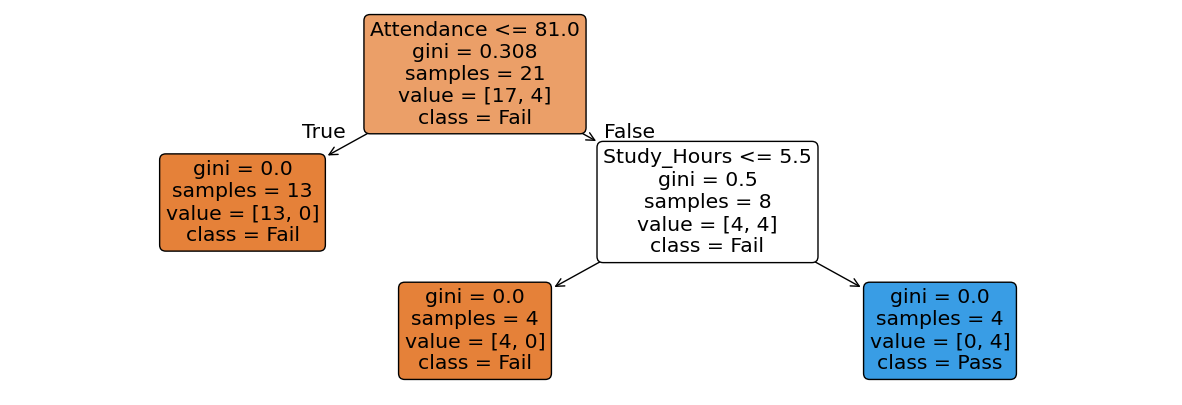 Attendance <= 81.0
gini = 0.308
samples = 21
value = [17, 4]
class = Fail
True
False
gini = 0.0
samples = 13
value = [13, 0]
class = Fail
Study_Hours <= 5.5
gini = 0.5
samples = 8
value = [4, 4]
class = Fail
gini = 0.0
samples = 4
value = [4, 0]
class = Fail
gini = 0.0
samples = 4
value = [0, 4]
class = Pass